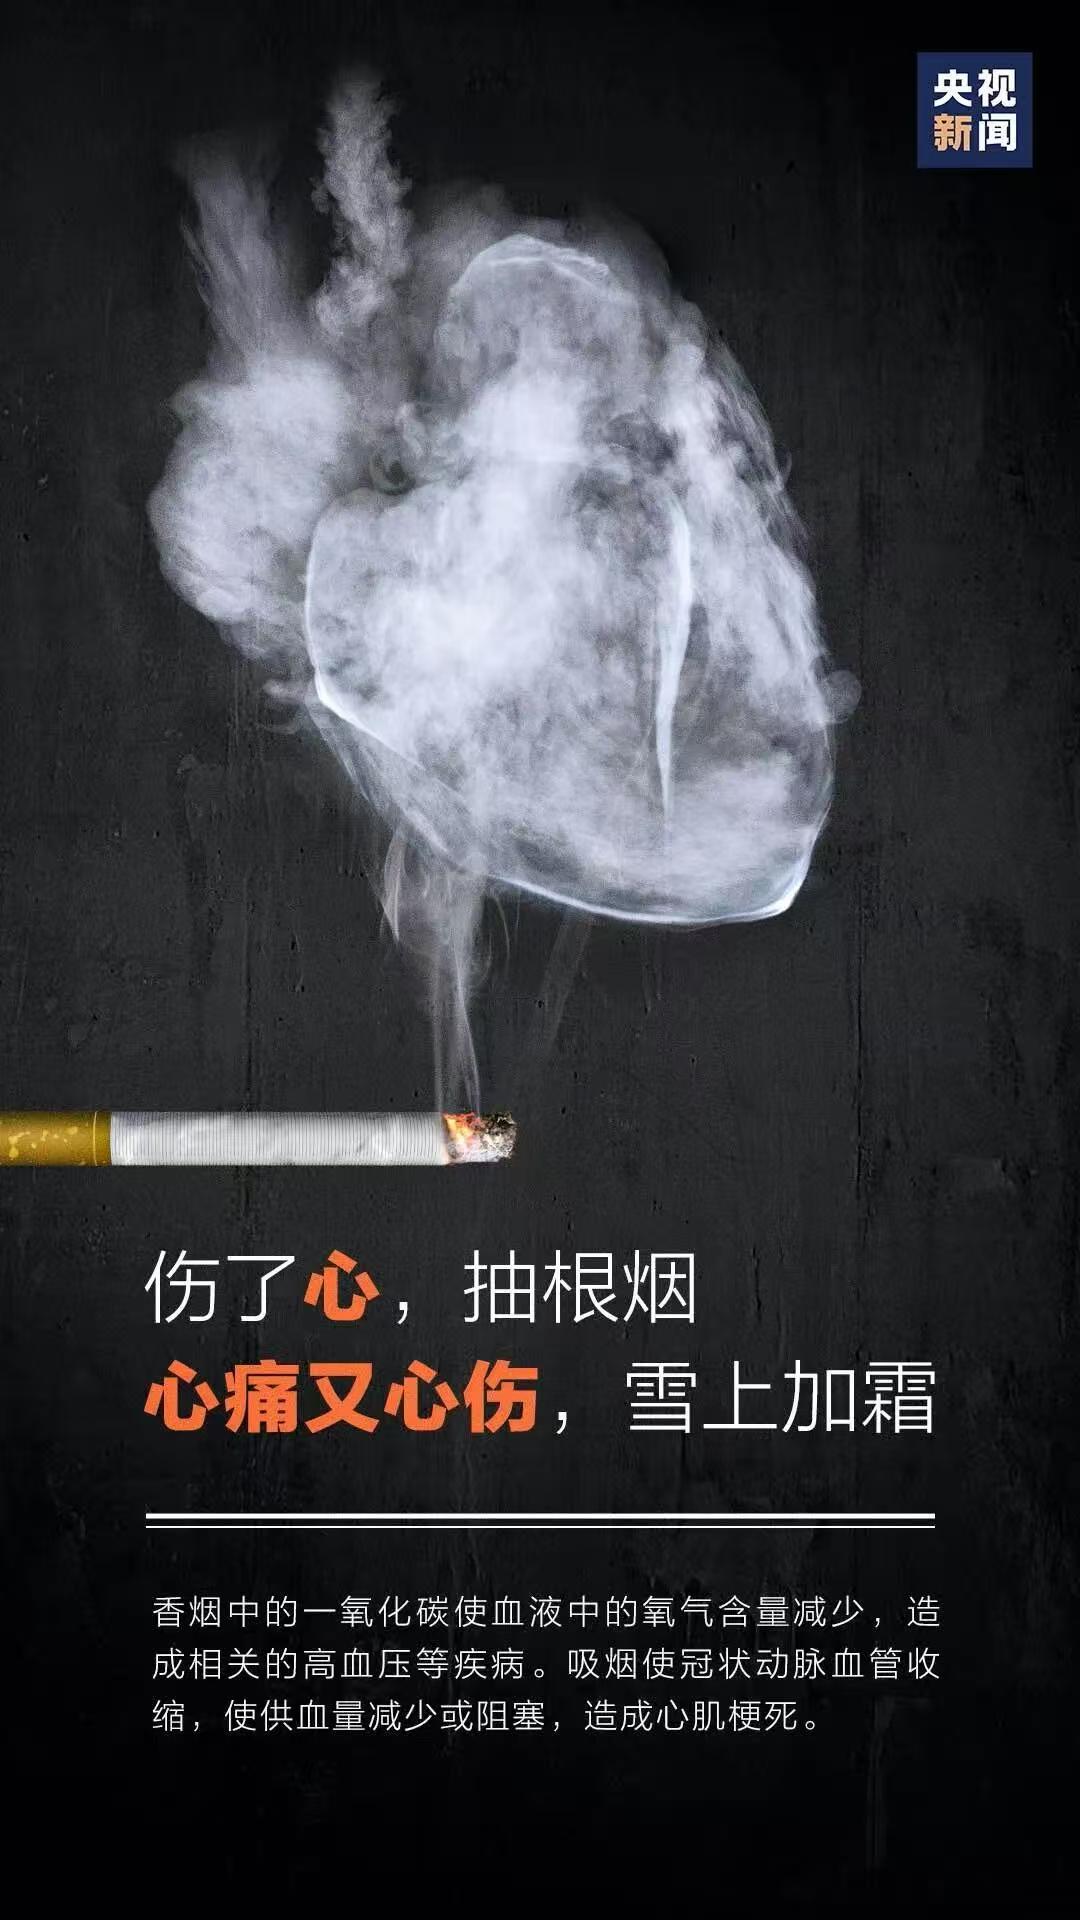 央视
新闻
伤了心，抽根烟
心痛又心伤，雪上加霜
香烟中的一氧化碳使血液中的氧气含量减少，造
成相关的高血压等疾病。吸烟使冠状动脉血管收
缩，使供血量减少或阻塞，造成心肌梗死。